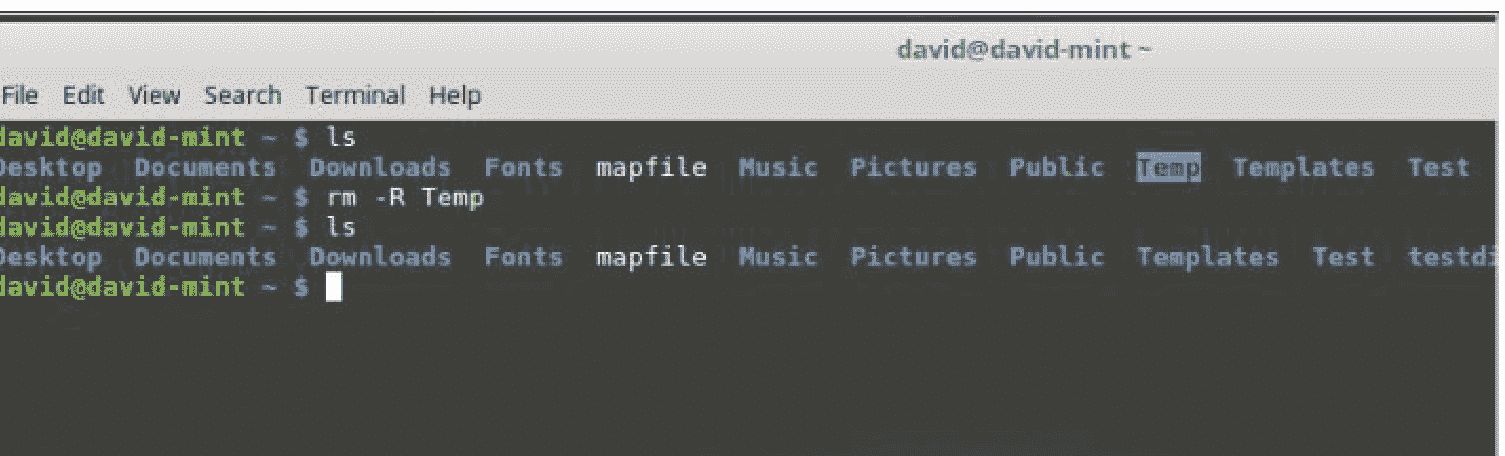 david@david-mint ~
File Edit View Search Terminal Help
david@david-mint ~ $ ls
Desktop Documents Downloads Fonts mapfile Music Pictures Public Temp Templates Test
david@david-mint ~ $ rm -R Temp
david@david-mint ~ $ ls
Desktop Documents Downloads Fonts mapfile Music Pictures Public Templates Test testdi
david@david-mint ~ $